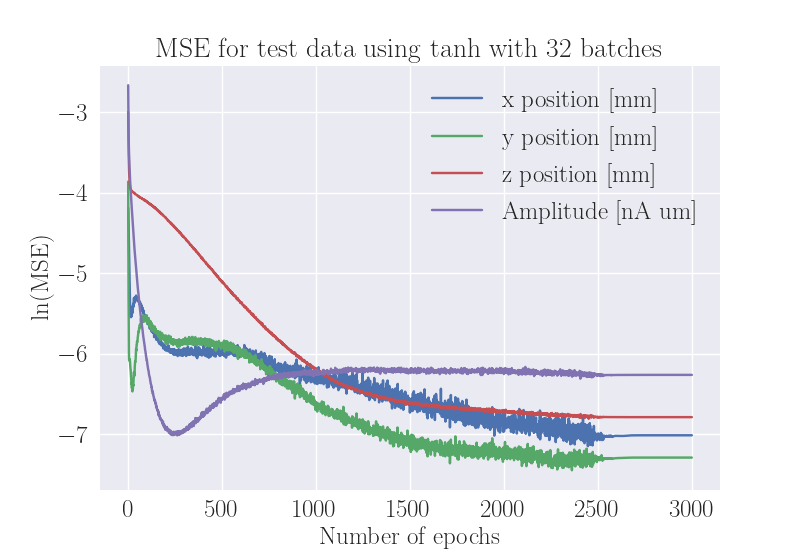 MSE for test data using tanh with 32 batches
x position [mm]
y position [mm]
z position [mm]
Amplitude [nA um]
ln(MSE)
−3
−4
−5
−6
−7
0 500 1000 1500 2000 2500 3000
Number of epochs